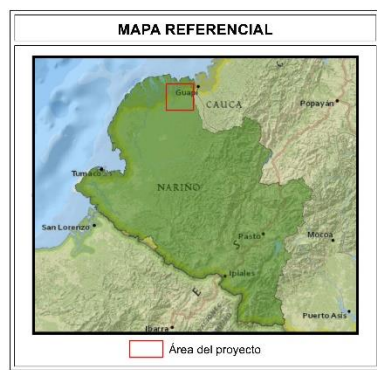 MAPA REFERENCIAL
Guapi
CAUCA
Popayán
Tumaco
NARIÑO
San Lorenzo
Pasto
Mocoa
S
Ipiales
E
Puerto Asís
Ibarra
Área del proyecto